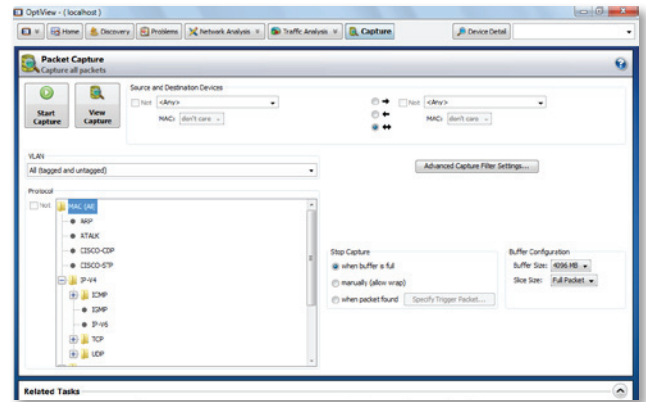 OptView - ( localhost )
Home Discovery Problems Network Analysis Traffic Analysis Capture Device Detail
Packet Capture
Capture all packets
Start Capture
View Capture
Source and Destination Devices
Not <Any> Not <Any>
MAC: don't care MAC: don't care
VLAN
All (tagged and untagged)
Advanced Capture Filter Settings...
Protocol
Not MAC (All)
ARP
ATALK
CISCO-CDP
CISCO-STP
IP-V4
ICMP
IGMP
IP-V6
TCP
UDP
Stop Capture
when buffer is full
manually (allow wrap)
when packet found Specify Trigger Packet...
Buffer Configuration
Buffer Size: 4096 MB
Slice Size: Full Packet
Related Tasks